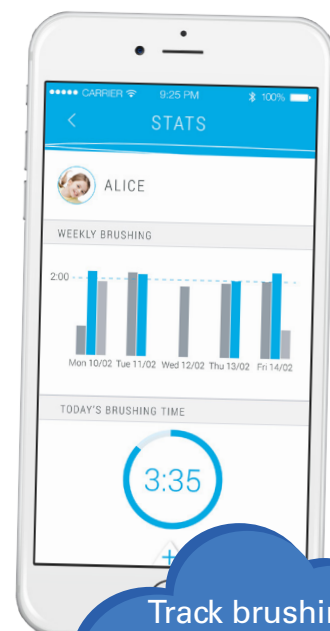 CARRIER 9:25 PM 100%
< STATS
ALICE
WEEKLY BRUSHING
2:00
Mon 10/02 Tue 11/02 Wed 12/02 Thu 13/02 Fri 14/02
TODAY'S BRUSHING TIME
3:35
+
Track brushin